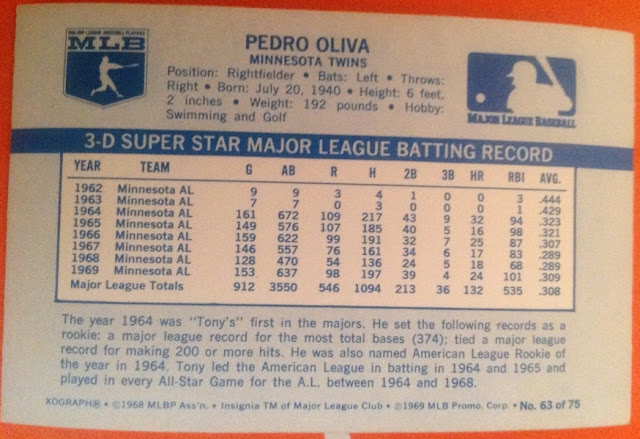 MAJOR LEAGUE BASEBALL PLAYERS
MLB
PEDRO OLIVA
MINNESOTA TWINS
Position: Rightfielder • Bats: Left • Throws:
Right • Born: July 20, 1940 • Height: 6 feet,
2 inches • Weight: 192 pounds • Hobby:
Swimming and Golf
MAJOR LEAGUE BASEBALL
3-D SUPER STAR MAJOR LEAGUE BATTING RECORD
YEAR TEAM G AB R H 2B 3B HR RBI AVG.
1962 Minnesota AL 9 9 3 4 1 0 0 3 .444
1963 Minnesota AL 7 7 0 3 0 0 0 1 .429
1964 Minnesota AL 161 672 109 217 43 9 32 94 .323
1965 Minnesota AL 149 576 107 185 40 5 16 98 .321
1966 Minnesota AL 159 622 99 191 32 7 25 87 .307
1967 Minnesota AL 146 557 76 161 34 6 17 83 .289
1968 Minnesota AL 128 470 54 136 24 5 18 68 .289
1969 Minnesota AL 153 637 98 197 39 4 24 101 .309
Major League Totals 912 3550 546 1094 213 36 132 535 .308
The year 1964 was "Tony's" first in the majors. He set the following records as a
rookie: a major league record for the most total bases (374); tied a major league
record for making 200 or more hits. He was also named American League Rookie of
the year in 1964. Tony led the American League in batting in 1964 and 1965 and
played in every All-Star Game for the A.L. between 1964 and 1968.
XOGRAPH® • ©1968 MLBP Ass'n. • Insignia TM of Major League Club • ©1969 MLB Promo. Corp. • No. 63 of 75